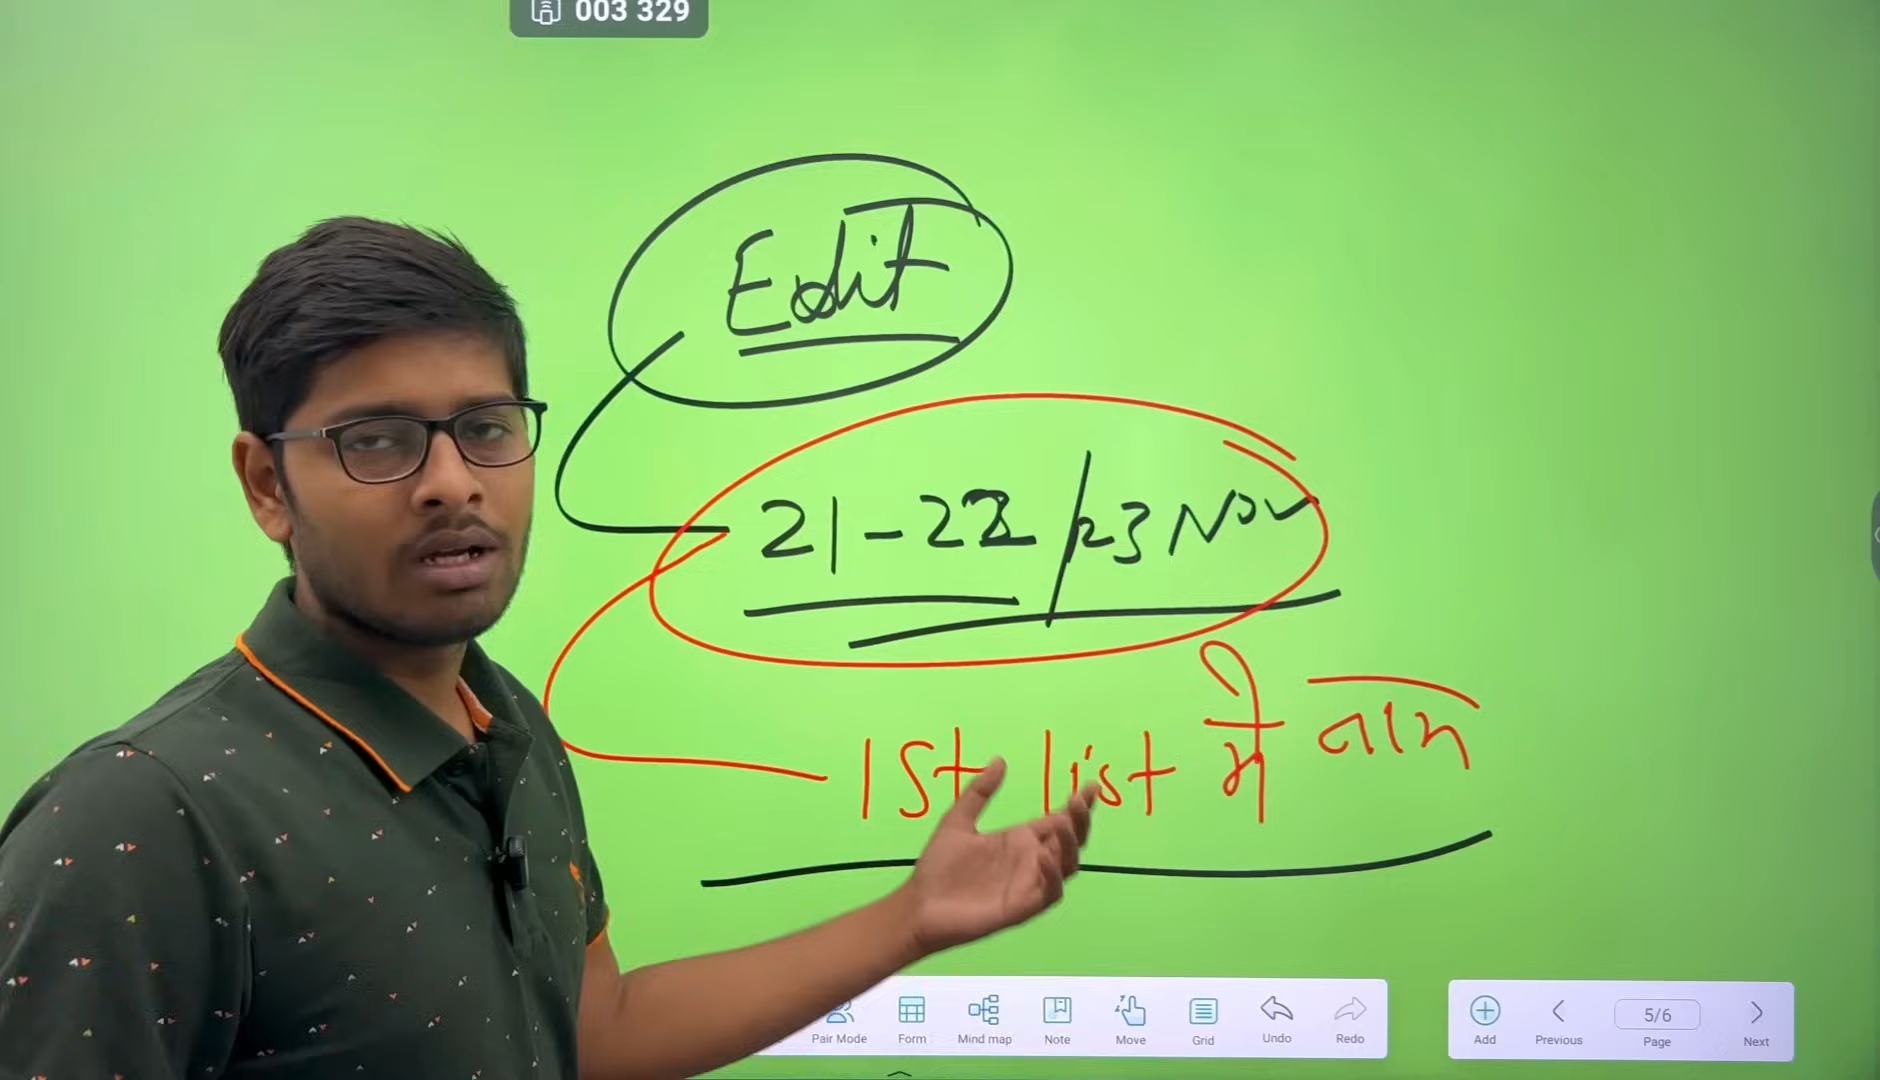 003 329
Edit
21-22/23 Nov
1st list में नाम
Pair Mode Form Mind map Note Move Grid Undo Redo
Add Previous 5/6 Page Next